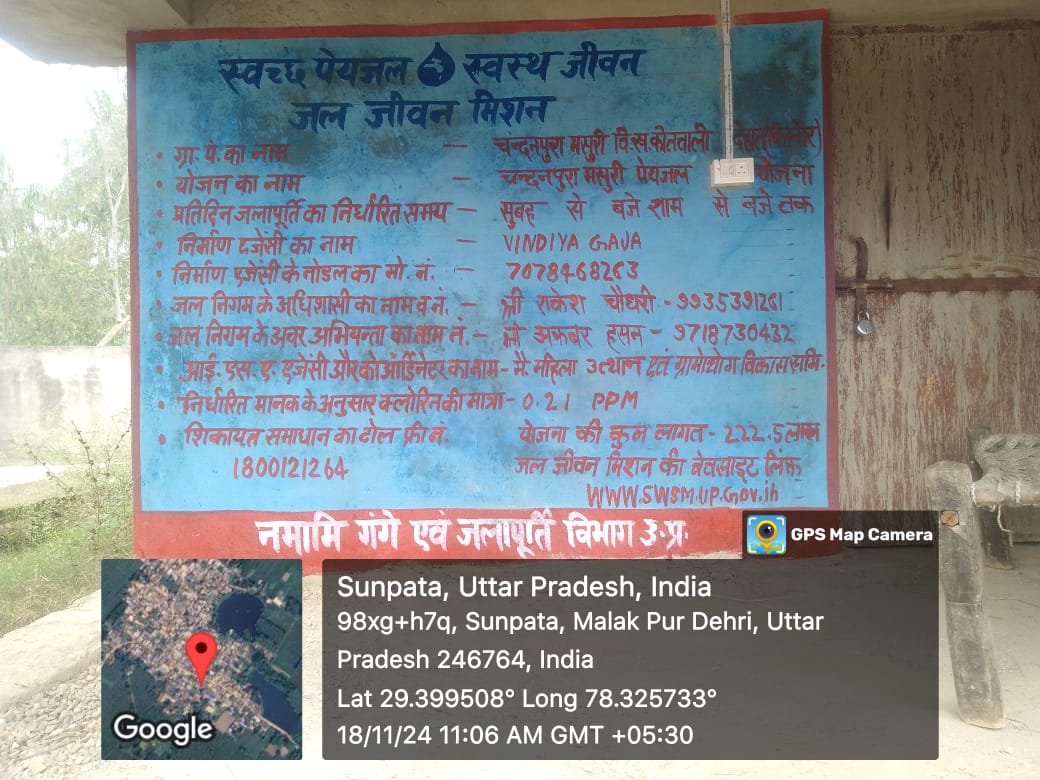 स्वच्छ पेयजल स्वस्थ जीवन
जल जीवन मिशन
• ग्रा. पे. का नाम – चन्दनपुरा मसुरी वि.ख. कोतवाली
• योजन का नाम – चन्दनपुरा मसुरी पेयजल योजना
• प्रतिदिन जलापूर्ति का निर्धारित समय – सुबह से बजे शाम से बजे तक
• निर्माण एजेंसी का नाम – VINDIYA GAJA
• निर्माण एजेंसी के नोडल का मो. नं. –
• जल निगम के अधिशासी का नाम व नं. – श्री राकेश चौधरी -
• जल निगम के अवर अभियन्ता का नाम नं. – श्री अकबर हसन - 9718730432
• आई. एस. ए. एजेंसी और को ऑर्डिनेटर का नाम - मै. महिला उत्थान एवं ग्रामोद्योग विकास समि.
• निर्धारित मानक के अनुसार क्लोरिन की मात्रा - 0.21 PPM
• शिकायत समाधान का टोल फ्री नं. योजना की कुल लागत - 222.5 लाख
1800121264 जल जीवन मिशन की वेबसाइट लिंक
WWW.SWSM.UP.Gov.in
नमामि गंगे एवं जलापूर्ति विभाग उ.प्र.
GPS Map Camera
Sunpata, Uttar Pradesh, India
98xg+h7q, Sunpata, Malak Pur Dehri, Uttar
Pradesh 246764, India
Lat 29.399508° Long 78.325733°
18/11/24 11:06 AM GMT +05:30
Google